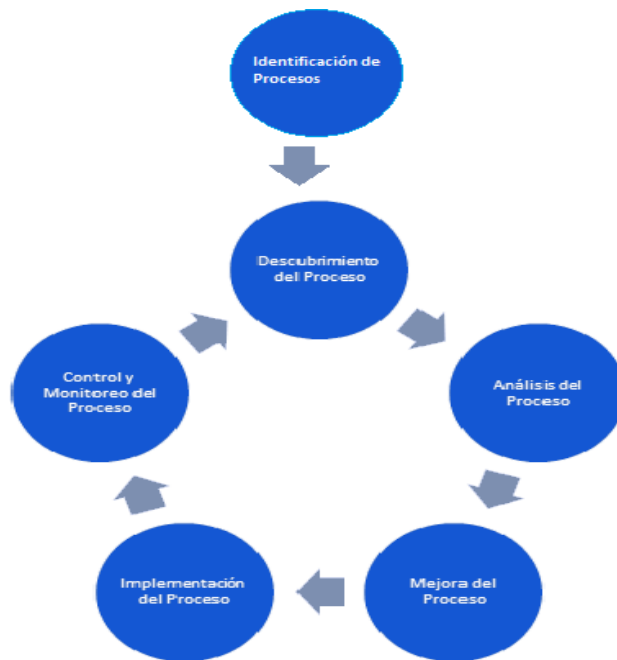 Identificación de
Procesos
Descubrimiento
del Proceso
Análisis del
Proceso
Mejora del
Proceso
Implementación
del Proceso
Control y
Monitoreo del
Proceso